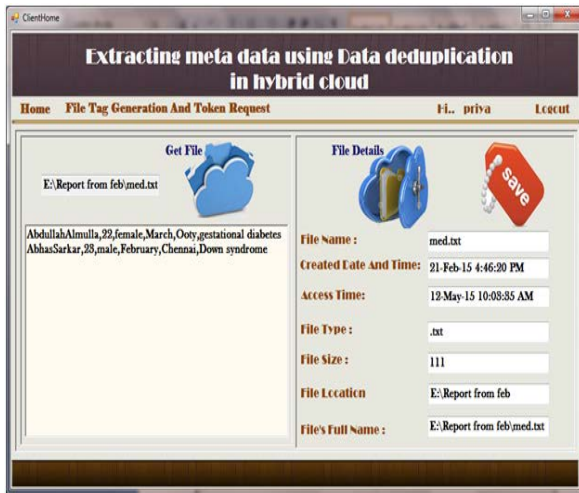 ClientHome
Extracting meta data using Data deduplication
in hybrid cloud
Home File Tag Generation And Token Request Hi.. priya Logout
Get File
E:\Report from feb\med.txt
AbdullahAlmulla,22,female,March,Ooty,gestational diabetes
AbhasSarkar,23,male,February,Chennai,Down syndrome
File Details
save
File Name : med.txt
Created Date And Time: 21-Feb-15 4:46:20 PM
Access Time: 12-May-15 10:03:35 AM
File Type : .txt
File Size : 111
File Location E:\Report from feb
File's Full Name : E:\Report from feb\med.txt